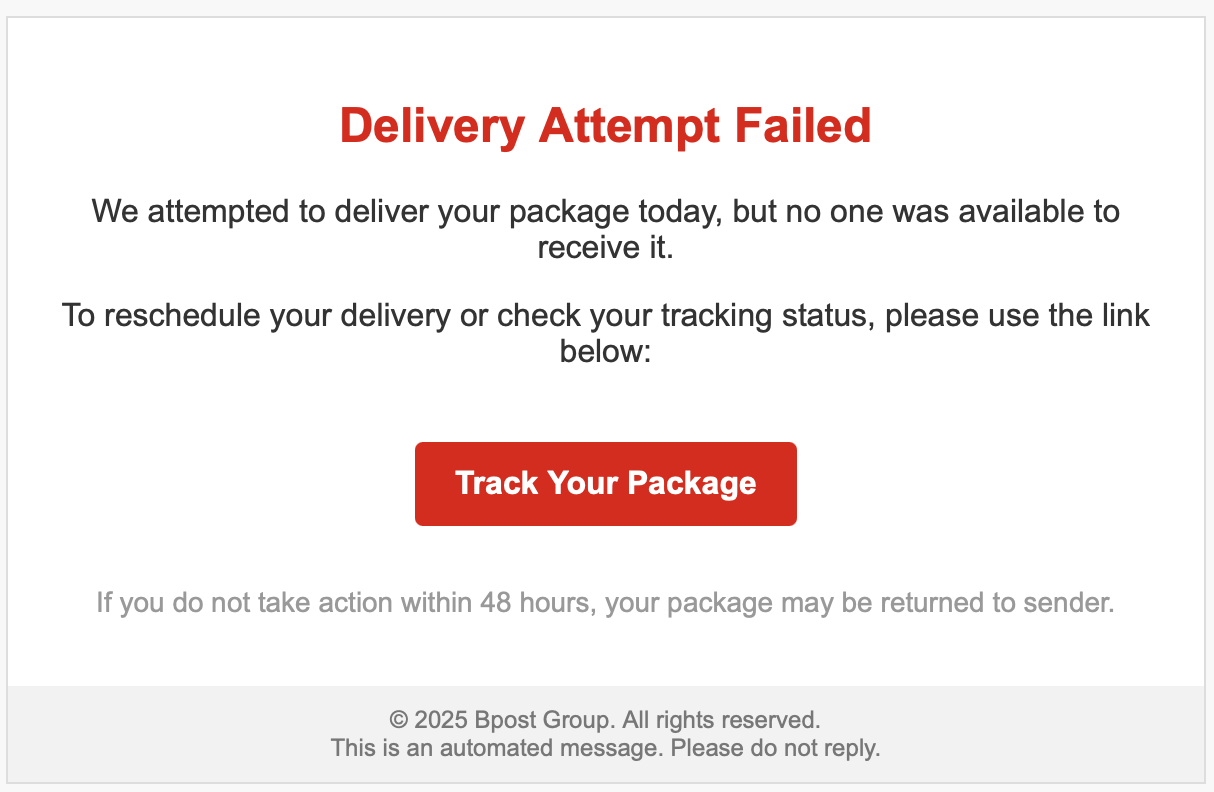 Delivery Attempt Failed
We attempted to deliver your package today, but no one was available to
receive it.
To reschedule your delivery or check your tracking status, please use the link
below:
Track Your Package
If you do not take action within 48 hours, your package may be returned to sender.
© 2025 Bpost Group. All rights reserved.
This is an automated message. Please do not reply.